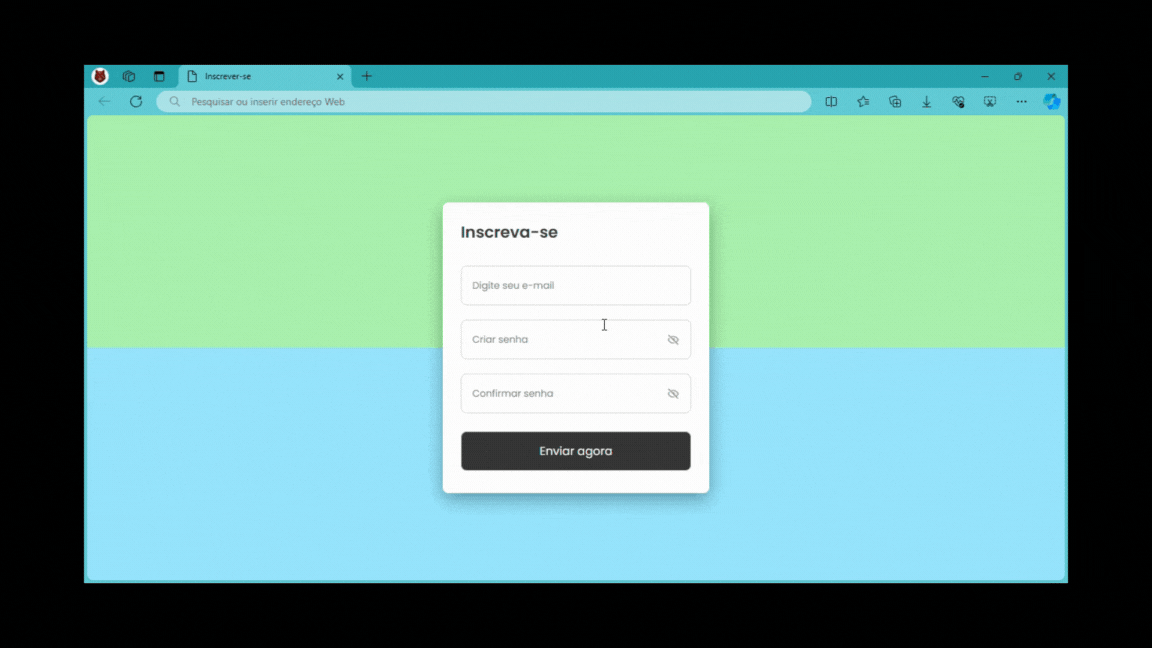 Inscrever-se
Pesquisar ou inserir endereço Web
Inscreva-se
Digite seu e-mail
Criar senha
Confirmar senha
Enviar agora